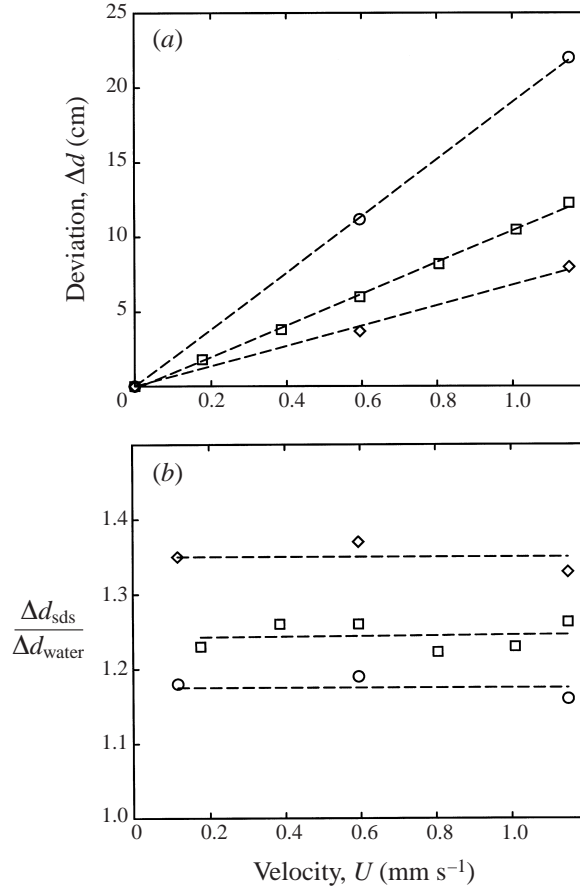 25
(a)
20
15
Deviation, Δd (cm)
10
5
0 0.2 0.4 0.6 0.8 1.0
(b)
1.4
1.3
Δd_sds
Δd_water
1.2
1.1
1.0
0 0.2 0.4 0.6 0.8 1.0
Velocity, U (mm s⁻¹)